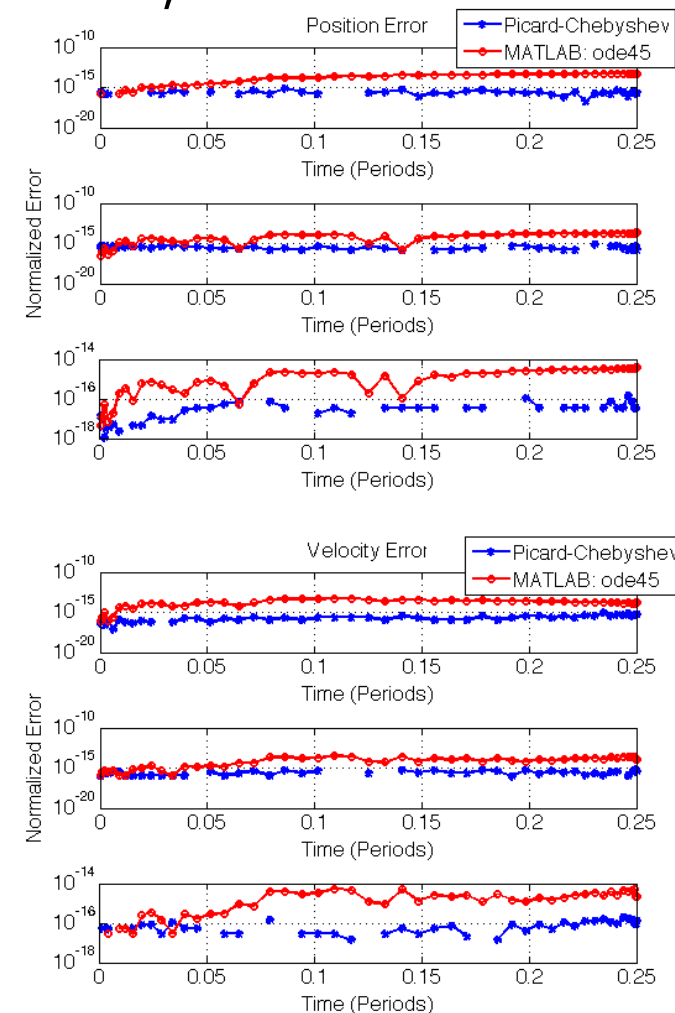 Position Error
Picard-Chebyshev
MATLAB: ode45
10^-10
10^-15
10^-20
0 0.05 0.1 0.15 0.2 0.25
Time (Periods)
Normalized Error
10^-10
10^-15
10^-20
0 0.05 0.1 0.15 0.2 0.25
Time (Periods)
10^-14
10^-16
10^-18
0 0.05 0.1 0.15 0.2 0.25
Time (Periods)
Velocity Error
Picard-Chebyshev
MATLAB: ode45
10^-10
10^-15
10^-20
0 0.05 0.1 0.15 0.2 0.25
Time (Periods)
Normalized Error
10^-10
10^-15
10^-20
0 0.05 0.1 0.15 0.2 0.25
Time (Periods)
10^-14
10^-16
10^-18
0 0.05 0.1 0.15 0.2 0.25
Time (Periods)